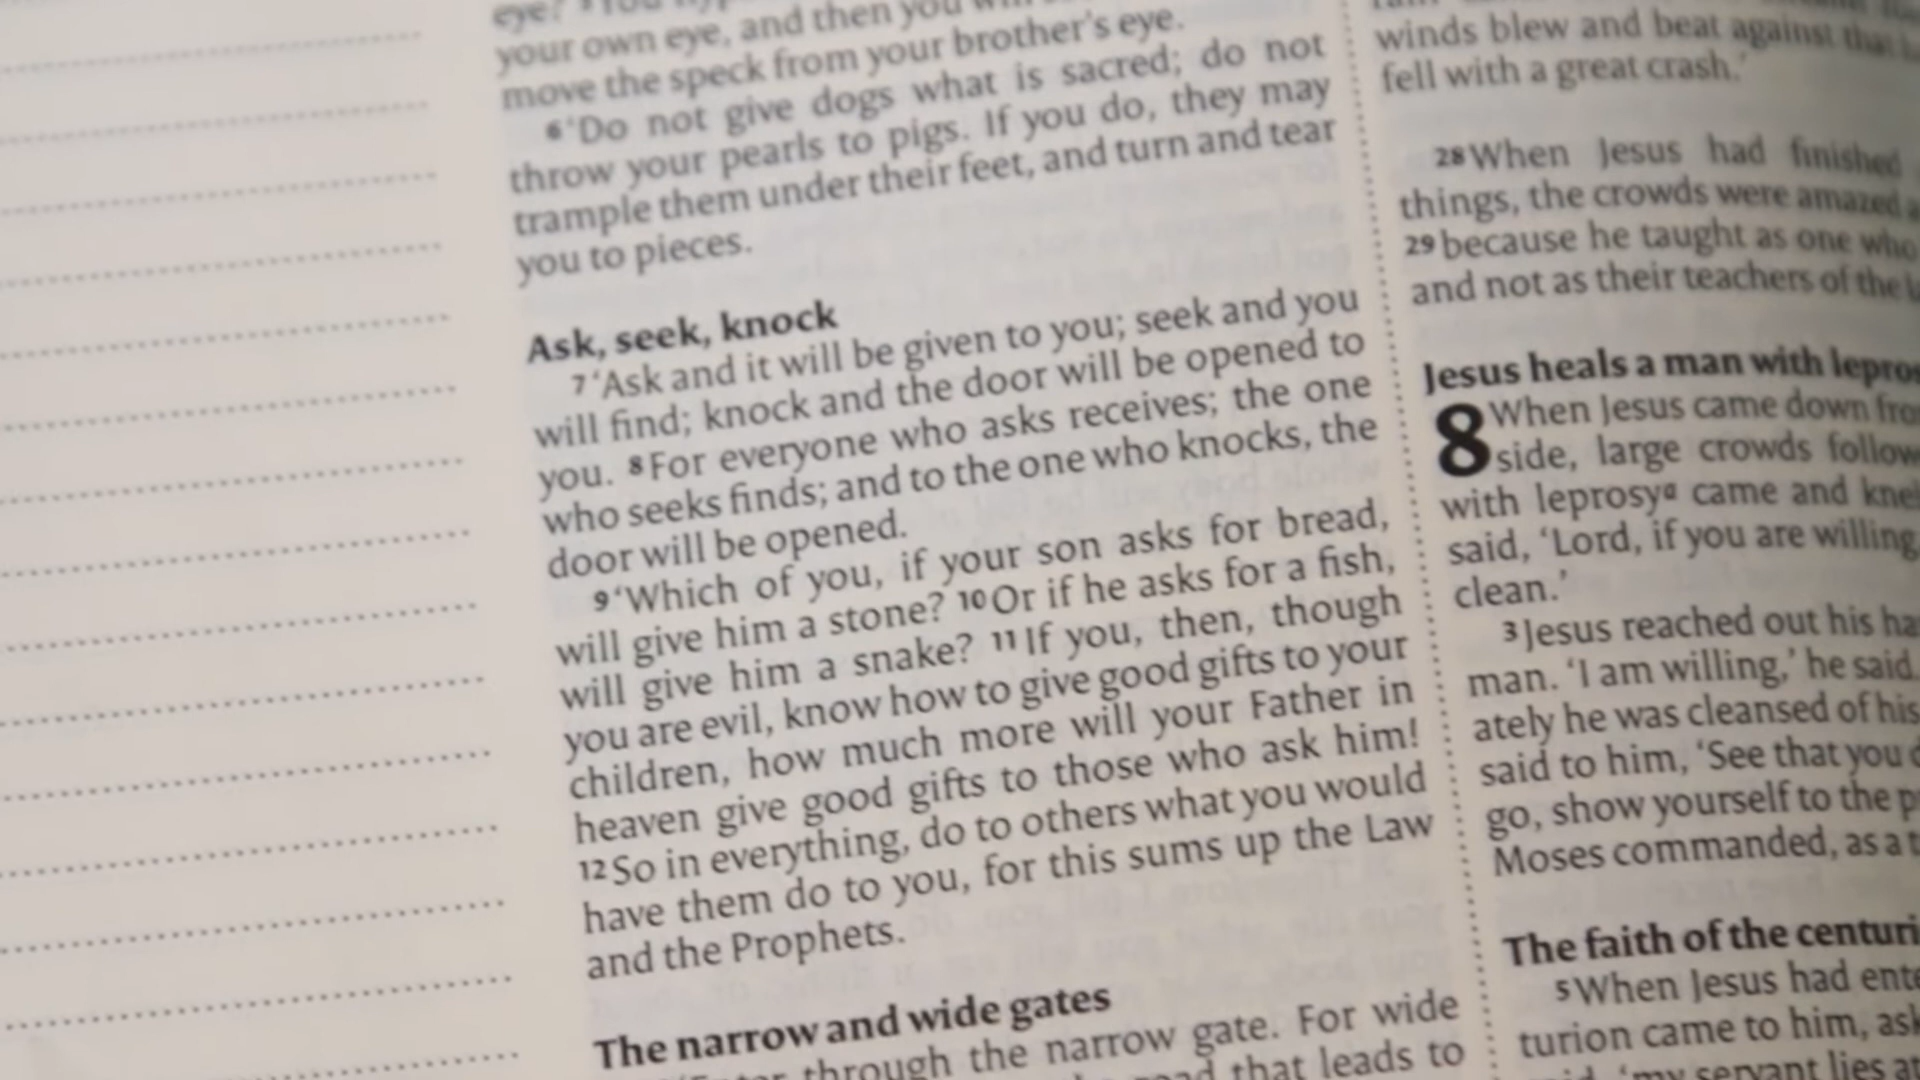 eye?
your own eye, and then you
move the speck from your brother's eye.
6 'Do not give dogs what is sacred; do not
throw your pearls to pigs. If you do, they may
trample them under their feet, and turn and tear
you to pieces.
Ask, seek, knock
7 'Ask and it will be given to you; seek and you
will find; knock and the door will be opened to
you. 8 For everyone who asks receives; the one
who seeks finds; and to the one who knocks, the
door will be opened.
9 'Which of you, if your son asks for bread,
will give him a stone? 10 Or if he asks for a fish,
will give him a snake? 11 If you, then, though
you are evil, know how to give good gifts to your
children, how much more will your Father in
heaven give good gifts to those who ask him!
12 So in everything, do to others what you would
have them do to you, for this sums up the Law
and the Prophets.
The narrow and wide gates
through the narrow gate. For wide
that leads to
winds blew and beat against that
fell with a great crash.'
28 When Jesus had finished
things, the crowds were amazed
29 because he taught as one who
and not as their teachers of the
Jesus heals a man with lepros
8 When Jesus came down fro
side, large crowds follow
with leprosy a came and knel
said, 'Lord, if you are willing,
clean.'
3 Jesus reached out his ha
man. 'I am willing,' he said.
ately he was cleansed of his
said to him, 'See that you d
go, show yourself to the p
Moses commanded, as a t
The faith of the centuri
5 When Jesus had ente
turion came to him, ask
'my servant lies at